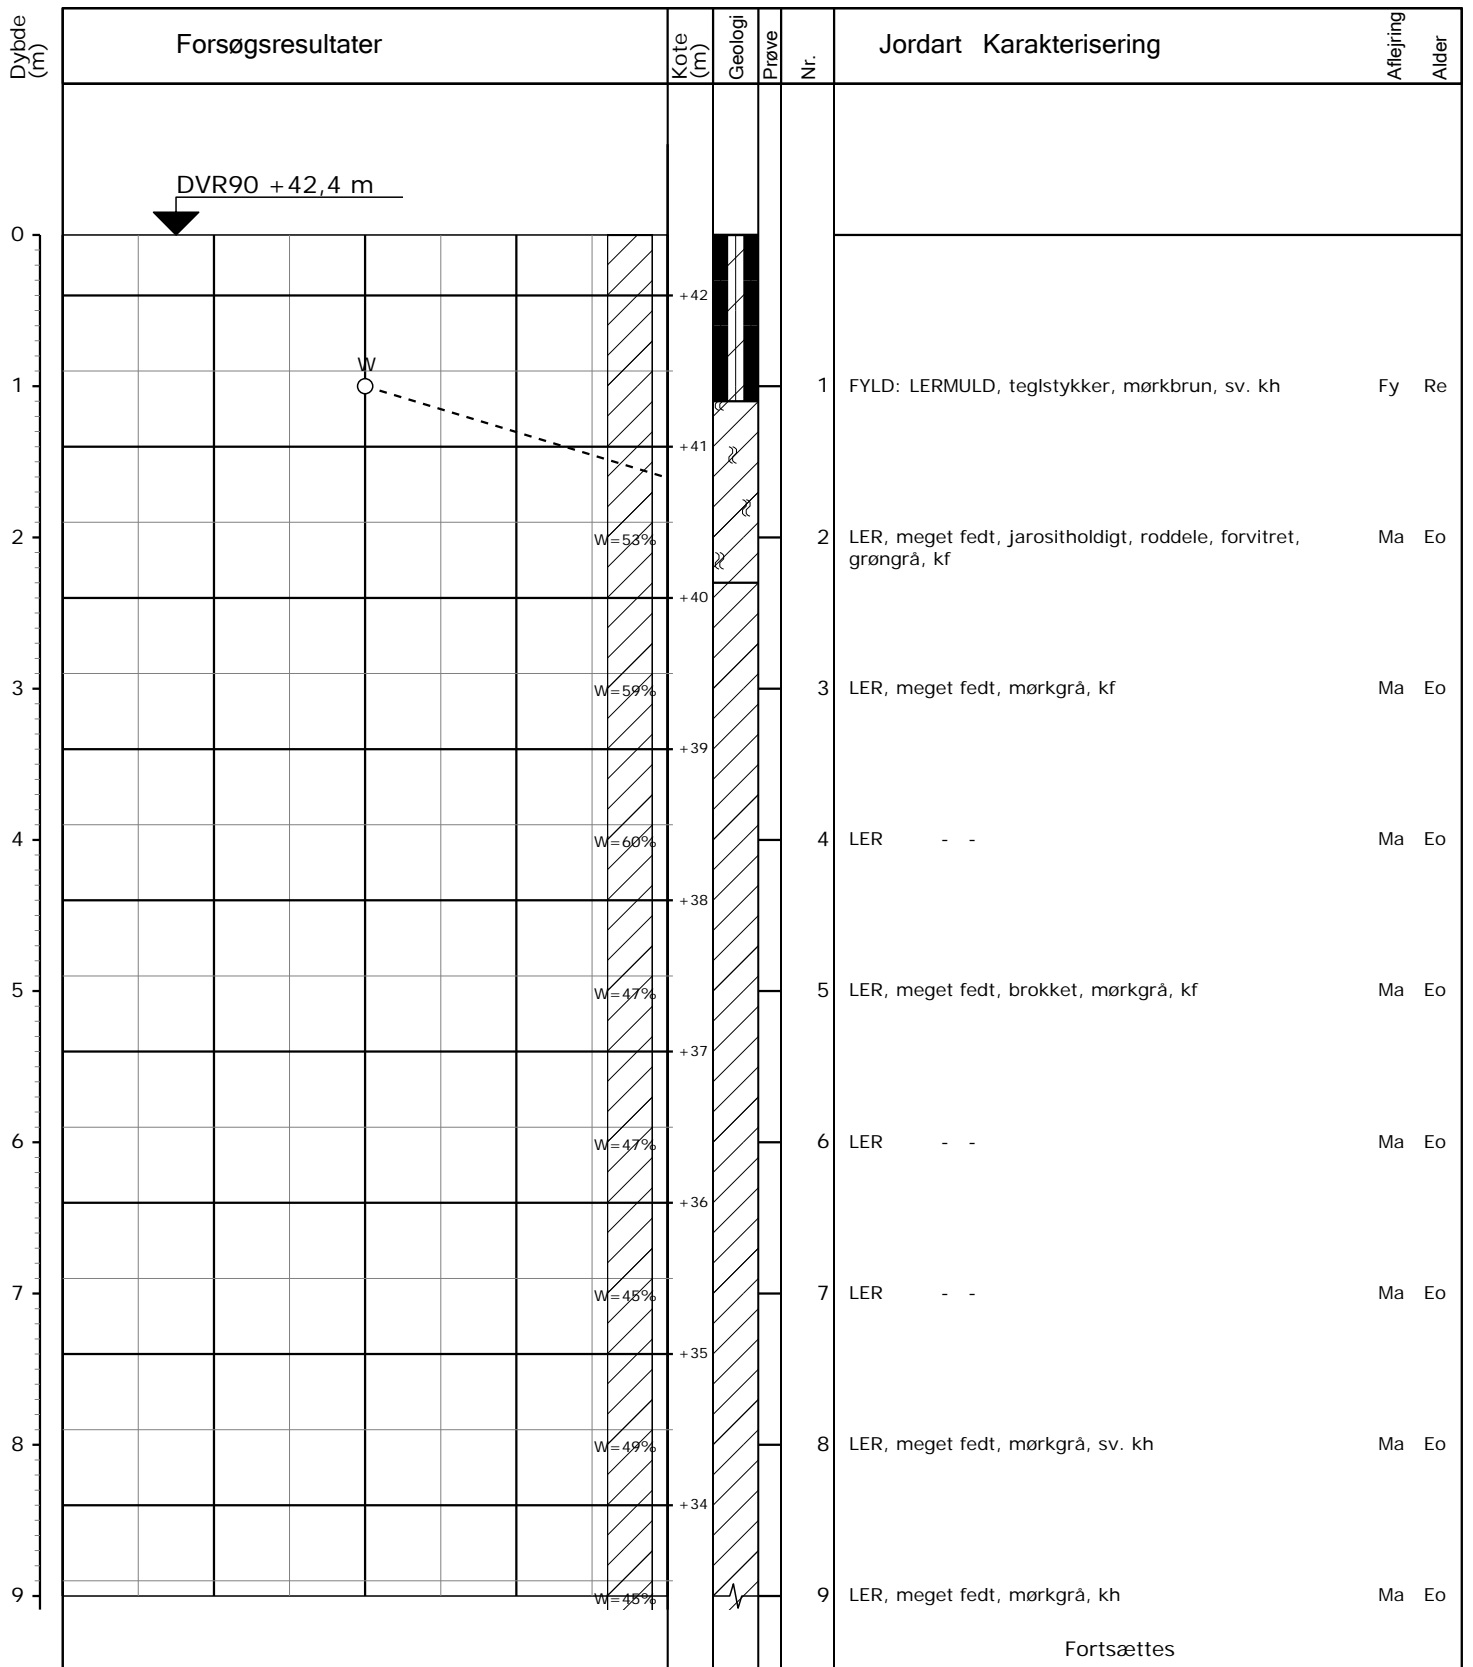 Dybde (m) Forsøgsresultater Kote (m) Geologi Prøve Nr. Jordart Karakterisering Aflejring Alder
DVR90 +42,4 m
0
+42
W
1 1 FYLD: LERMULD, teglstykker, mørkbrun, sv. kh Fy Re
+41
2 W=53% 2 LER, meget fedt, jarositholdigt, roddele, forvitret, Ma Eo
grøngrå, kf
+40
3 W=59% 3 LER, meget fedt, mørkgrå, kf Ma Eo
+39
4 W=60% 4 LER - - Ma Eo
+38
5 W=47% 5 LER, meget fedt, brokket, mørkgrå, kf Ma Eo
+37
6 W=47% 6 LER - - Ma Eo
+36
7 W=45% 7 LER - - Ma Eo
+35
8 W=49% 8 LER, meget fedt, mørkgrå, sv. kh Ma Eo
+34
9 W=45% 9 LER, meget fedt, mørkgrå, kh Ma Eo
Fortsættes